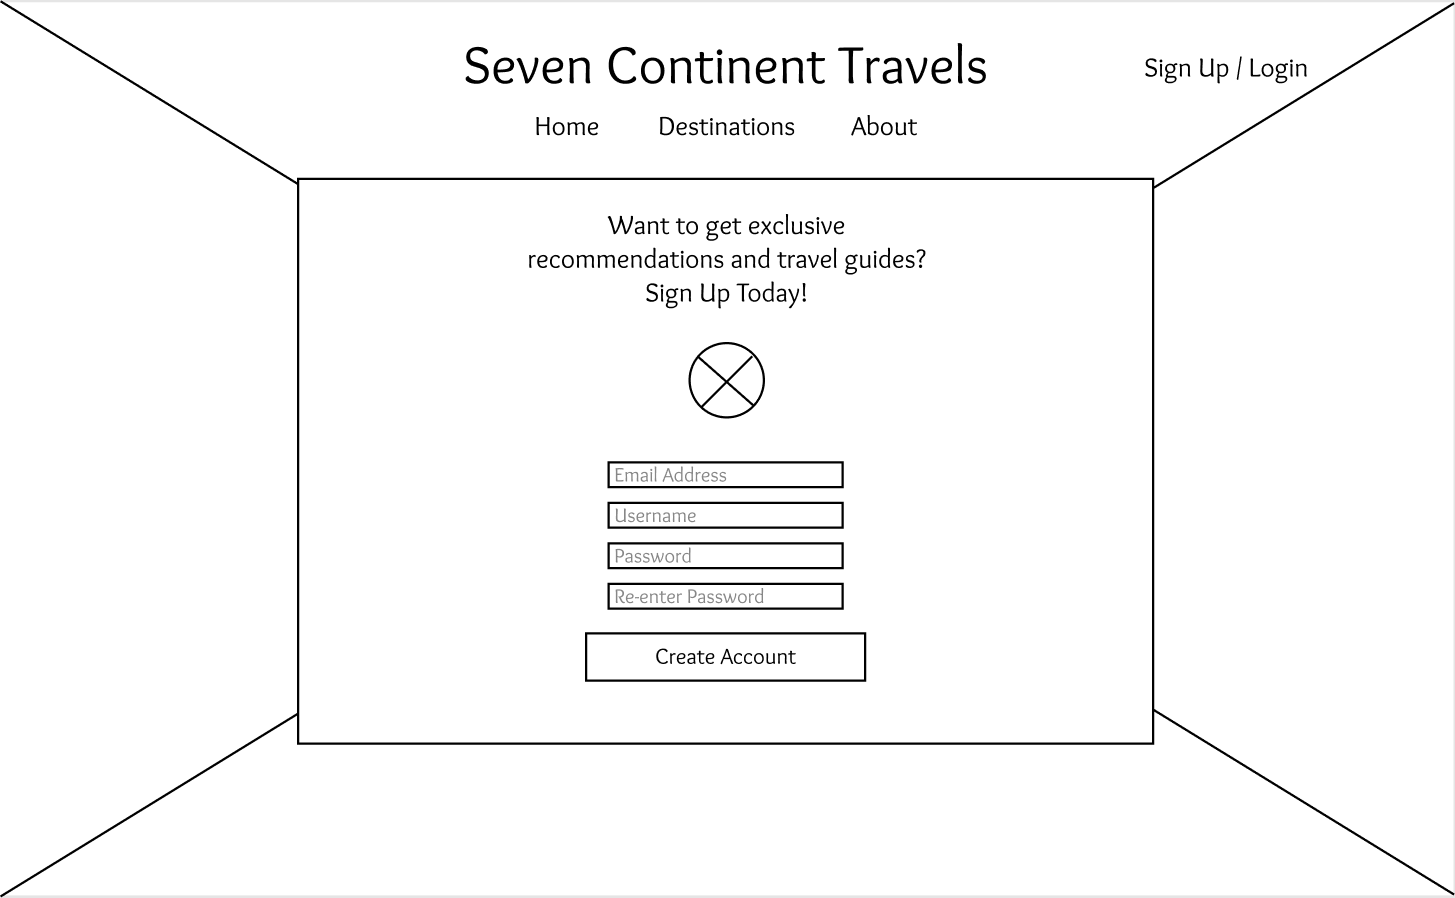 Seven Continent Travels
Sign Up / Login
Home Destinations About
Want to get exclusive
recommendations and travel guides?
Sign Up Today!
Email Address
Username
Password
Re-enter Password
Create Account